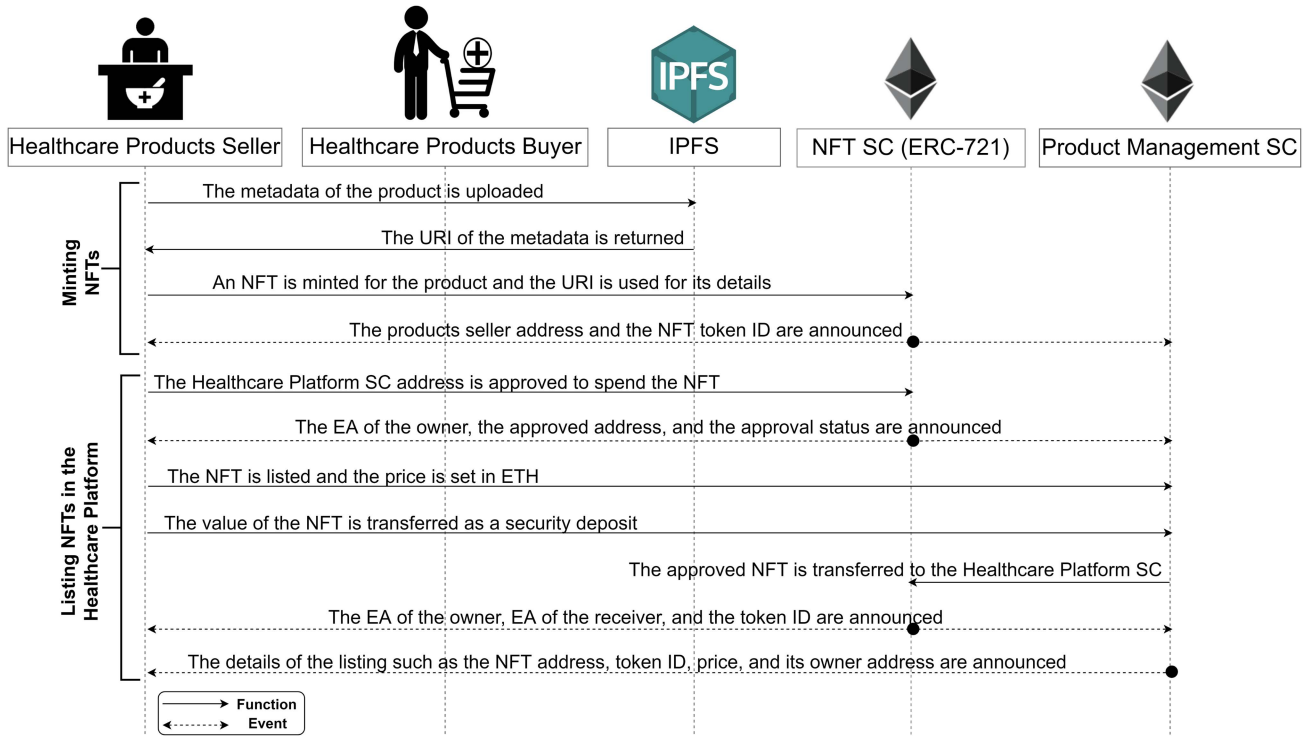 IPFS
Healthcare Products Seller
Healthcare Products Buyer
IPFS
NFT SC (ERC-721)
Product Management SC
Minting
NFTs
The metadata of the product is uploaded
The URI of the metadata is returned
An NFT is minted for the product and the URI is used for its details
The products seller address and the NFT token ID are announced
Listing NFTs in the
Healthcare Platform
The Healthcare Platform SC address is approved to spend the NFT
The EA of the owner, the approved address, and the approval status are announced
The NFT is listed and the price is set in ETH
The value of the NFT is transferred as a security deposit
The approved NFT is transferred to the Healthcare Platform SC
The EA of the owner, EA of the receiver, and the token ID are announced
The details of the listing such as the NFT address, token ID, price, and its owner address are announced
Function
Event